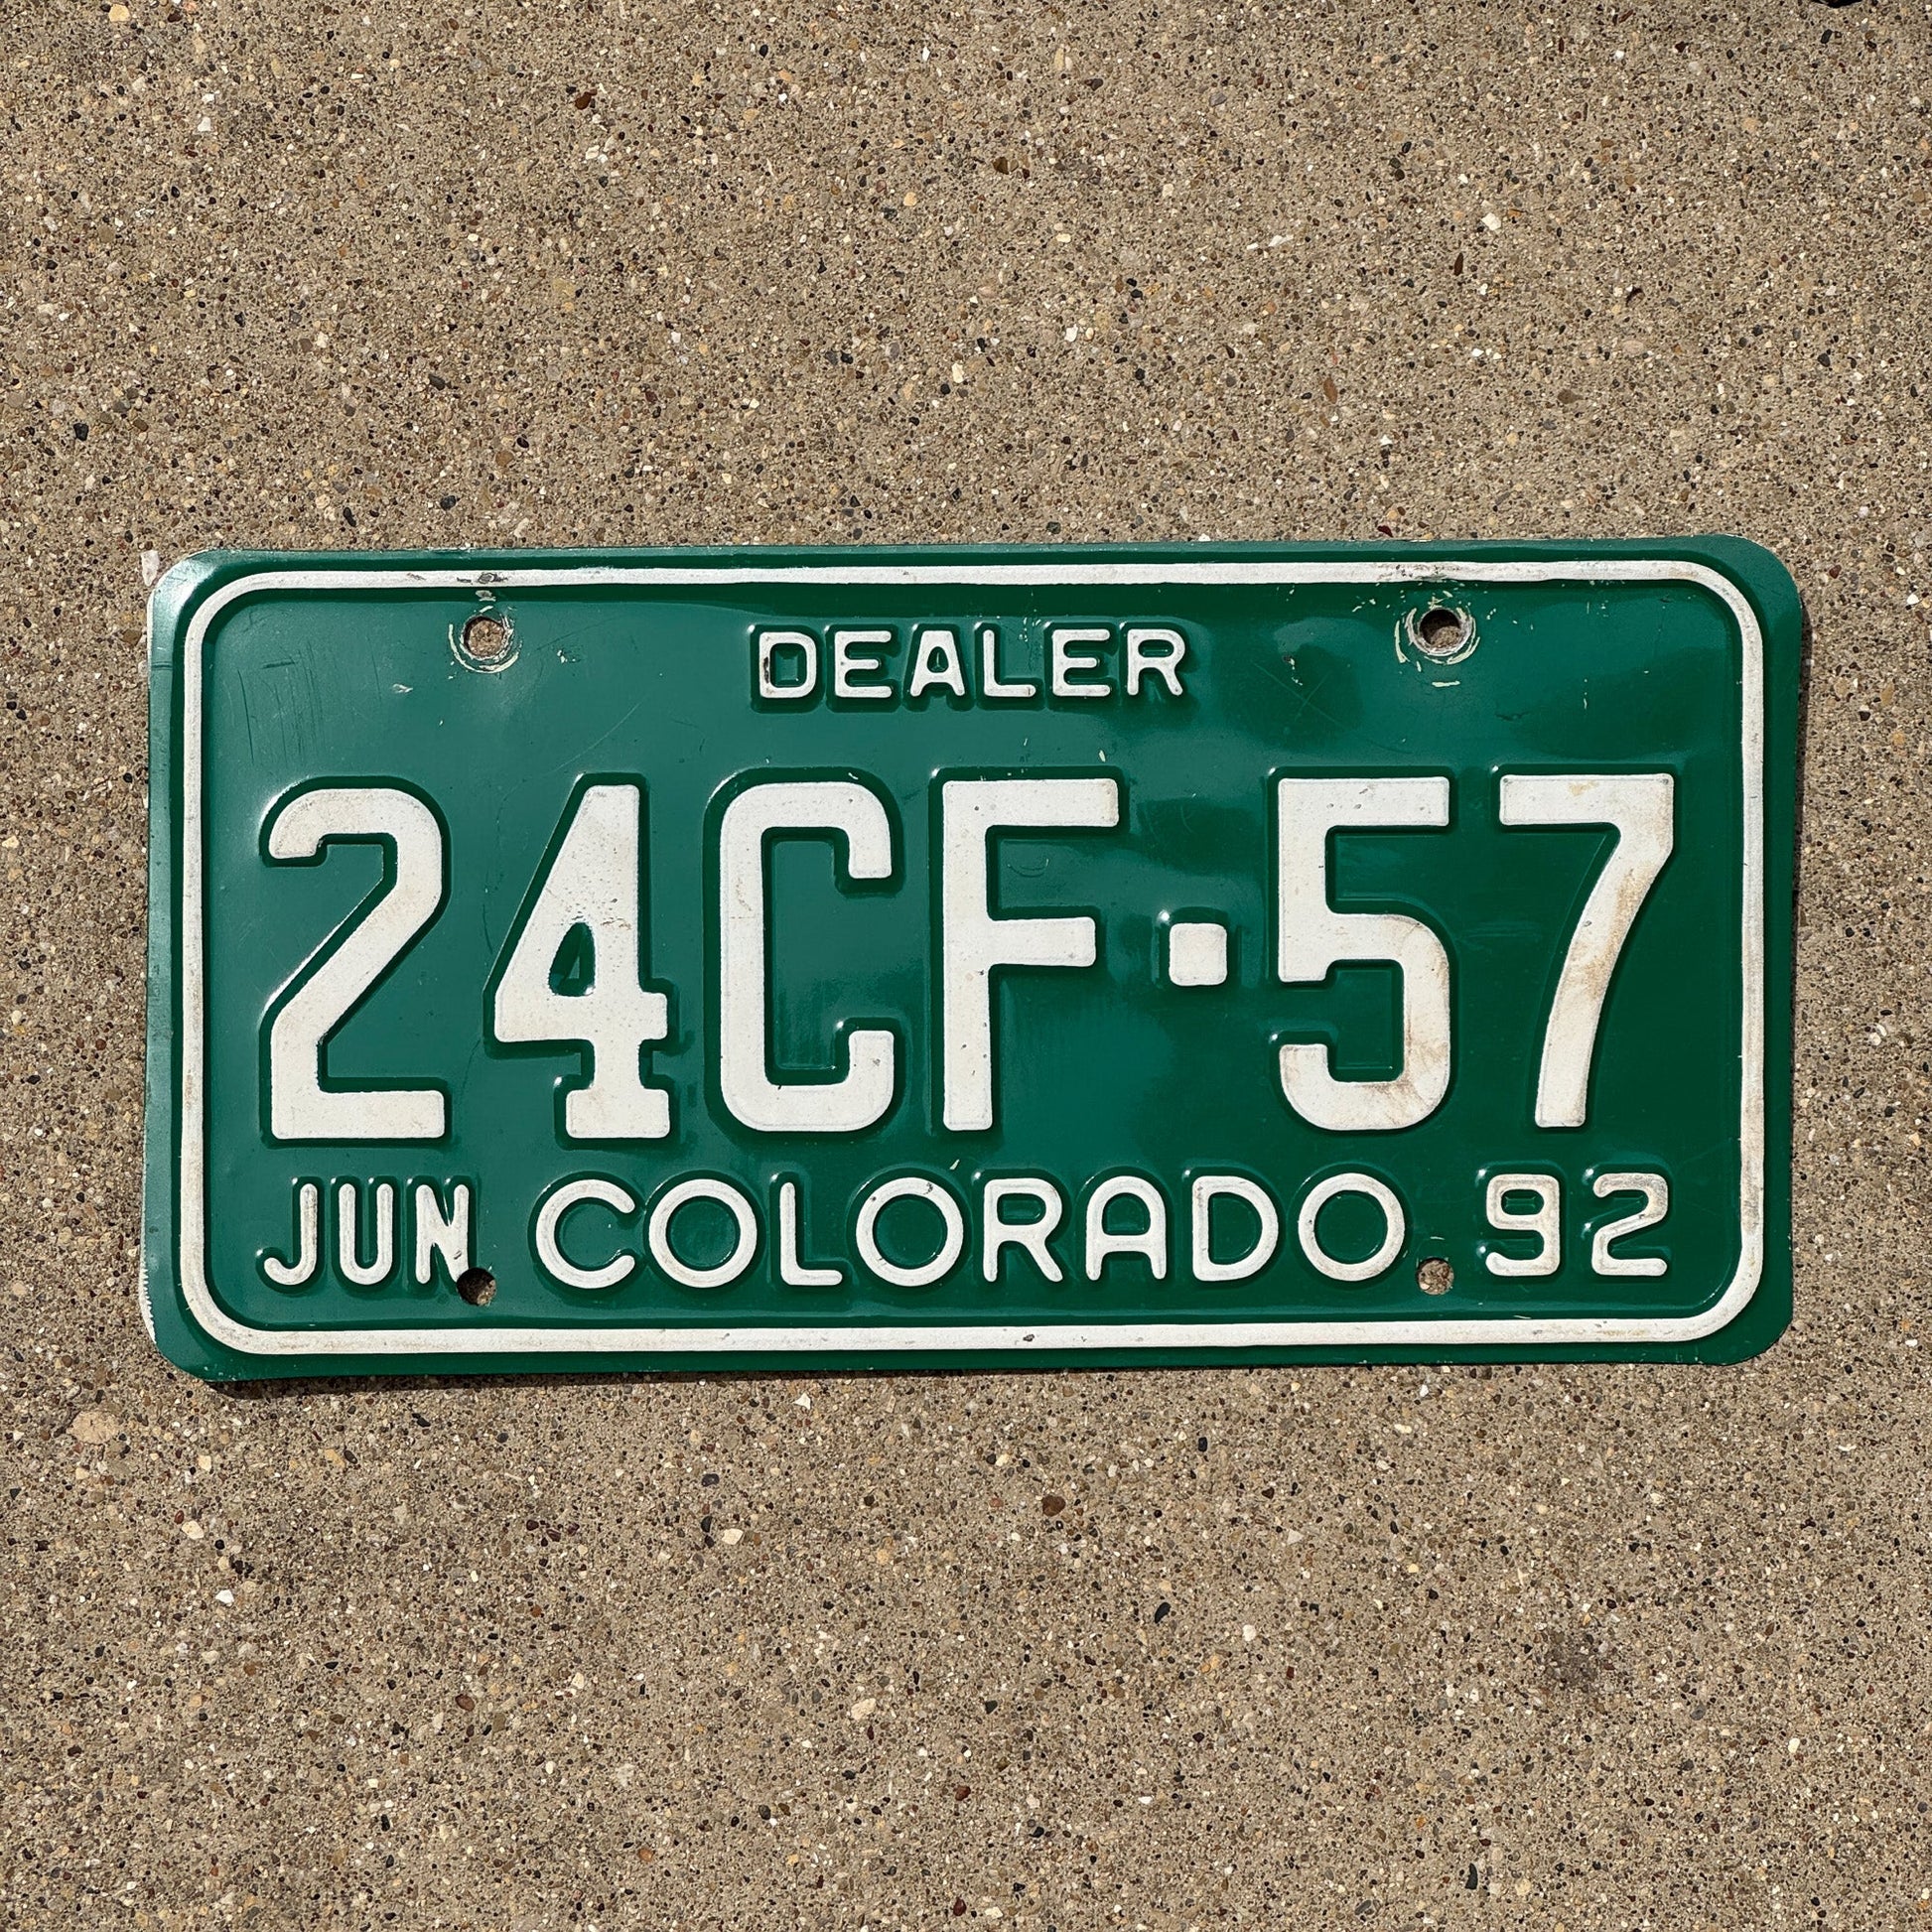 DEALER
24CF·57
JUN COLORADO 92